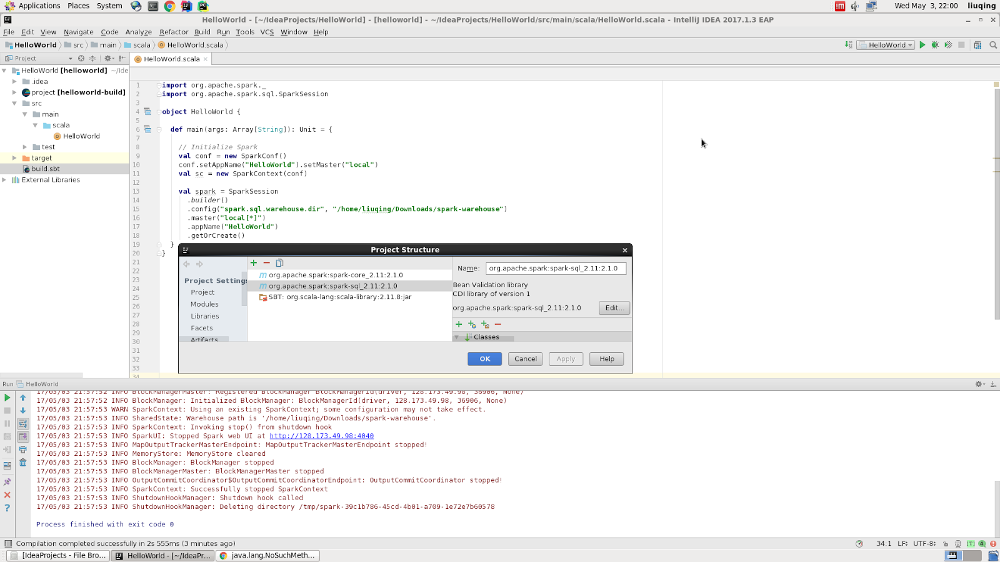 Applications Places System
Wed May 3, 22:00 liuqing
HelloWorld - [~/IdeaProjects/HelloWorld] - [helloworld] - ~/IdeaProjects/HelloWorld/src/main/scala/HelloWorld.scala - IntelliJ IDEA 2017.1.3 EAP
File Edit View Navigate Code Analyze Refactor Build Run Tools VCS Window Help
HelloWorld src main scala HelloWorld.scala
HelloWorld
Project
HelloWorld.scala
HelloWorld [helloworld] ~/Ide
.idea
project [helloworld-build]
src
main
scala
HelloWorld
test
target
build.sbt
External Libraries
1 import org.apache.spark._
2 import org.apache.spark.sql.SparkSession
3
4 object HelloWorld {
5
6 def main(args: Array[String]): Unit = {
7
8 // Initialize Spark
9 val conf = new SparkConf()
10 conf.setAppName("HelloWorld").setMaster("local")
11 val sc = new SparkContext(conf)
12
13 val spark = SparkSession
14 .builder()
15 .config("spark.sql.warehouse.dir", "/home/liuqing/Downloads/spark-warehouse")
16 .master("local[*]")
17 .appName("HelloWorld")
18 .getOrCreate()
19 }
20 }
21
22
23
24
25
26
27
28
29
30
31
32
33
34
Project Structure
Project Settings
Project
Modules
Libraries
Facets
Artifacts
org.apache.spark:spark-core_2.11:2.1.0
org.apache.spark:spark-sql_2.11:2.1.0
SBT: org.scala-lang:scala-library:2.11.8:jar
Name: org.apache.spark:spark-sql_2.11:2.1.0
Bean Validation library
CDI library of version 1
org.apache.spark:spark-sql_2.11:2.1.0 Edit...
Classes
OK Cancel Apply Help
Run HelloWorld
17/05/03 21:57:52 INFO BlockManagerMaster: Registered BlockManager BlockManagerId(driver, 128.173.49.98, 36906, None)
17/05/03 21:57:53 INFO BlockManager: Initialized BlockManager: BlockManagerId(driver, 128.173.49.98, 36906, None)
17/05/03 21:57:53 WARN SparkContext: Using an existing SparkContext; some configuration may not take effect.
17/05/03 21:57:53 INFO SharedState: Warehouse path is '/home/liuqing/Downloads/spark-warehouse'.
17/05/03 21:57:53 INFO SparkContext: Invoking stop() from shutdown hook
17/05/03 21:57:53 INFO SparkUI: Stopped Spark web UI at http://128.173.49.98:4040
17/05/03 21:57:53 INFO MapOutputTrackerMasterEndpoint: MapOutputTrackerMasterEndpoint stopped!
17/05/03 21:57:53 INFO MemoryStore: MemoryStore cleared
17/05/03 21:57:53 INFO BlockManager: BlockManager stopped
17/05/03 21:57:53 INFO BlockManagerMaster: BlockManagerMaster stopped
17/05/03 21:57:53 INFO OutputCommitCoordinator$OutputCommitCoordinatorEndpoint: OutputCommitCoordinator stopped!
17/05/03 21:57:53 INFO SparkContext: Successfully stopped SparkContext
17/05/03 21:57:53 INFO ShutdownHookManager: Shutdown hook called
17/05/03 21:57:53 INFO ShutdownHookManager: Deleting directory /tmp/spark-39c1b786-45cd-4b01-a709-1e72e7b60578
Process finished with exit code 0
Compilation completed successfully in 2s 555ms (3 minutes ago)
34:1 LF UTF-8 [T] 4
[IdeaProjects - File Bro... HelloWorld - [~/IdeaPr... java.lang.NoSuchMeth...